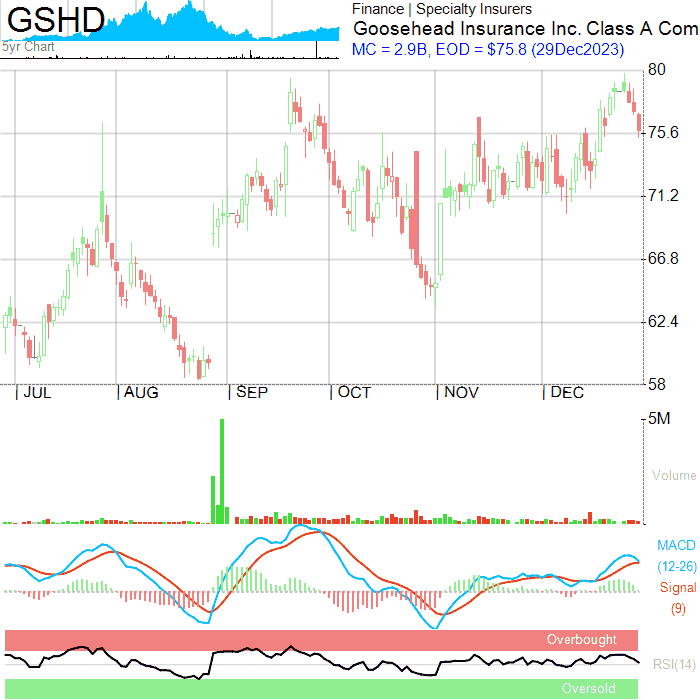 GSHD
5yr Chart
Finance | Specialty Insurers
Goosehead Insurance Inc. Class A Com
MC = 2.9B, EOD = $75.8 (29Dec2023)
80
75.6
71.2
66.8
62.4
58
JUL AUG SEP OCT NOV DEC
5M
Volume
MACD
(12-26)
Signal
(9)
Overbought
RSI(14)
Oversold